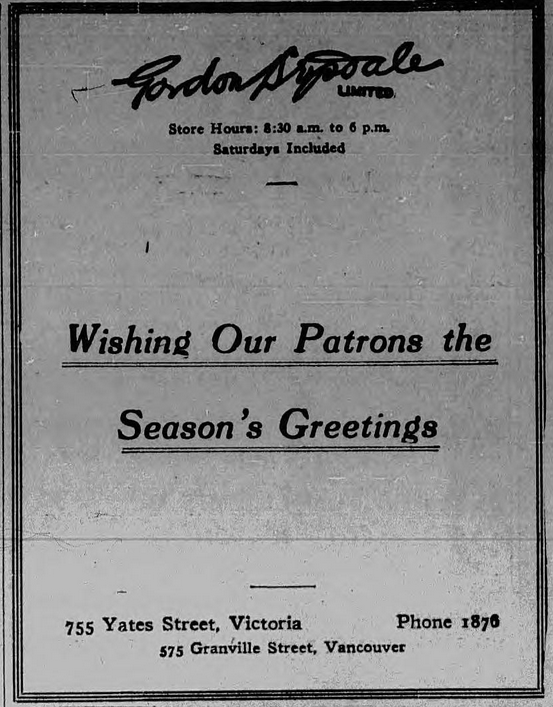 Gordon Drysdale
LIMITED.
Store Hours: 8:30 a.m. to 6 p.m.
Saturdays Included
Wishing Our Patrons the
Season's Greetings
755 Yates Street, Victoria Phone 1876
575 Granville Street, Vancouver